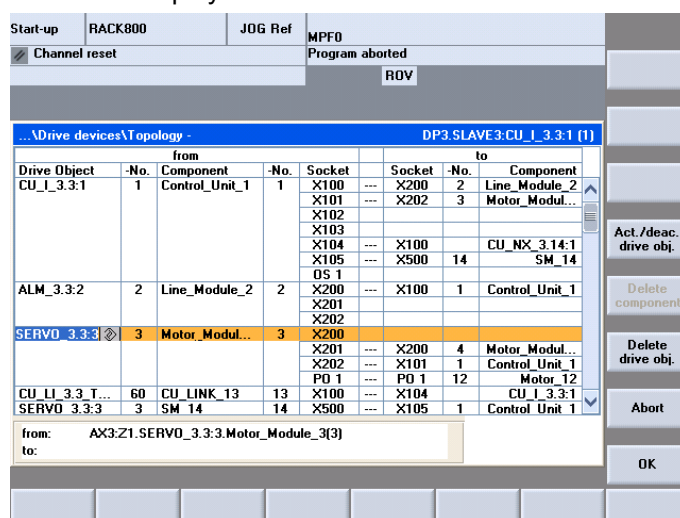 Start-up RACK800 JOG Ref MPF0
Channel reset Program aborted
ROV
...\Drive devices\Topology - DP3.SLAVE3:CU_I_3.3:1 (1)
from to
Drive Object -No. Component -No. Socket Socket -No. Component
CU_I_3.3:1 1 Control_Unit_1 1 X100 --- X200 2 Line_Module_2
X101 --- X202 3 Motor_Modul...
X102
X103
X104 --- X100 CU_NX_3.14:1
X105 --- X500 14 SM_14
OS 1
ALM_3.3:2 2 Line_Module_2 2 X200 --- X100 1 Control_Unit_1
X201
X202
SERVO_3.3:3 3 Motor_Modul... 3 X200
X201 --- X200 4 Motor_Modul...
X202 --- X101 1 Control_Unit_1
PO 1 --- PO 1 12 Motor_12
CU_LI_3.3_T... 60 CU_LINK_13 13 X100 --- X104 CU_I_3.3:1
SERVO_3.3:3 3 SM_14 14 X500 --- X105 1 Control_Unit_1
from: AX3:Z1.SERVO_3.3:3.Motor_Module_3(3)
to:
Act./deac.
drive obj.
Delete
component
Delete
drive obj.
Abort
OK